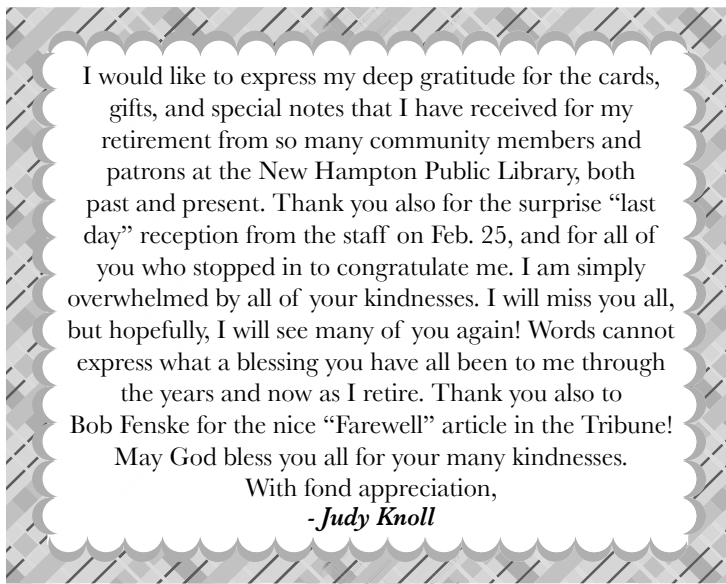 I would like to express my deep gratitude for the cards,
gifts, and special notes that I have received for my
retirement from so many community members and
patrons at the New Hampton Public Library, both
past and present. Thank you also for the surprise “last
day” reception from the staff on Feb. 25, and for all of
you who stopped in to congratulate me. I am simply
overwhelmed by all of your kindnesses. I will miss you all,
but hopefully, I will see many of you again! Words cannot
express what a blessing you have all been to me through
the years and now as I retire. Thank you also to
Bob Fenske for the nice “Farewell” article in the Tribune!
May God bless you all for your many kindnesses.
With fond appreciation,
- Judy Knoll